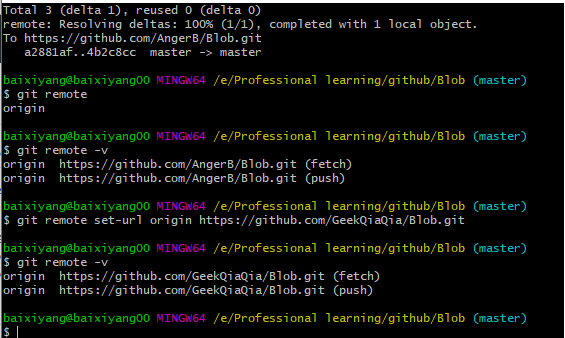 Total 3 (delta 1), reused 0 (delta 0)
remote: Resolving deltas: 100% (1/1), completed with 1 local object.
To https://github.com/AngerB/Blob.git
   a2881af..4b2c8cc  master -> master

baixiyang@baixiyang00 MINGW64 /e/Professional learning/github/Blob (master)
$ git remote
origin

baixiyang@baixiyang00 MINGW64 /e/Professional learning/github/Blob (master)
$ git remote -v
origin  https://github.com/AngerB/Blob.git (fetch)
origin  https://github.com/AngerB/Blob.git (push)

baixiyang@baixiyang00 MINGW64 /e/Professional learning/github/Blob (master)
$ git remote set-url origin https://github.com/GeekQiaQia/Blob.git

baixiyang@baixiyang00 MINGW64 /e/Professional learning/github/Blob (master)
$ git remote -v
origin  https://github.com/GeekQiaQia/Blob.git (fetch)
origin  https://github.com/GeekQiaQia/Blob.git (push)

baixiyang@baixiyang00 MINGW64 /e/Professional learning/github/Blob (master)
$